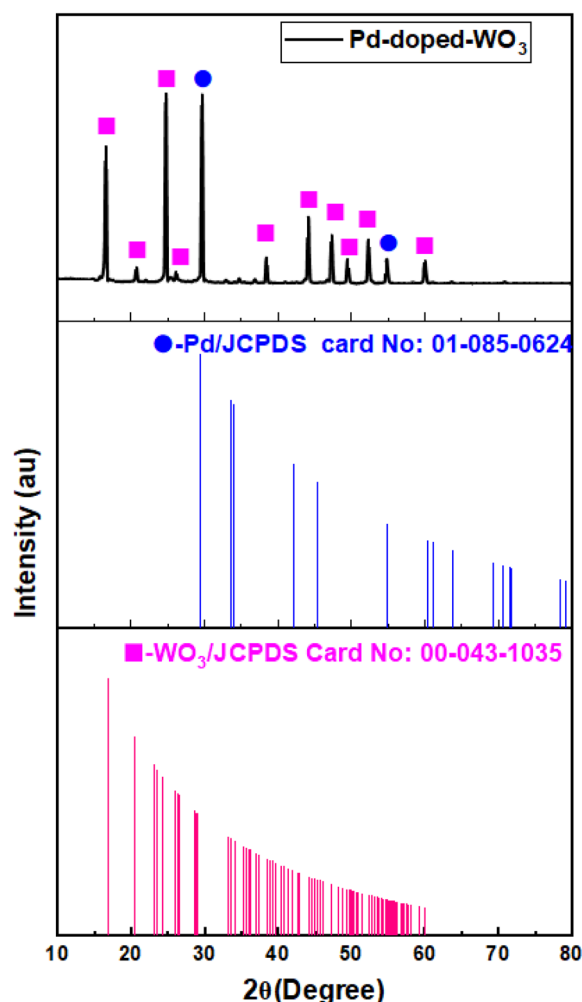 Pd-doped-WO₃
●-Pd/JCPDS card No: 01-085-0624
Intensity (au)
■-WO₃/JCPDS Card No: 00-043-1035
10 20 30 40 50 60 70 80
2θ(Degree)